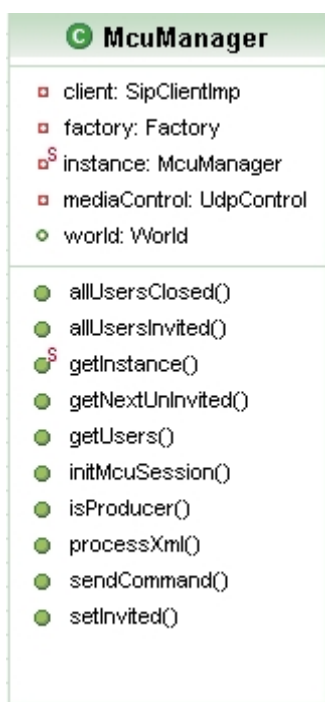 C McuManager
client: SipClientImp
factory: Factory
S instance: McuManager
mediaControl: UdpControl
world: World
allUsersClosed()
allUsersInvited()
S getInstance()
getNextUnInvited()
getUsers()
initMcuSession()
isProducer()
processXml()
sendCommand()
setInvited()